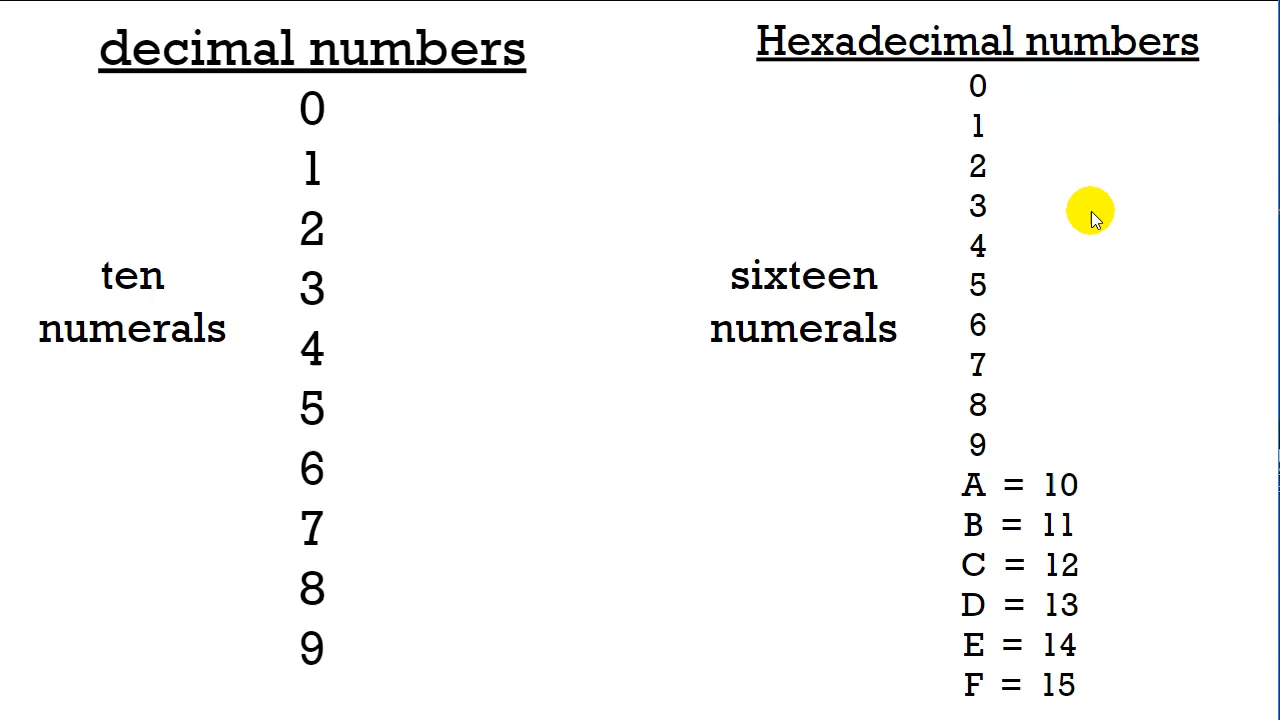 decimal numbers
0
1
2
3
4
5
6
7
8
9
ten
numerals
Hexadecimal numbers
0
1
2
3
4
5
6
7
8
9
A = 10
B = 11
C = 12
D = 13
E = 14
F = 15
sixteen
numerals